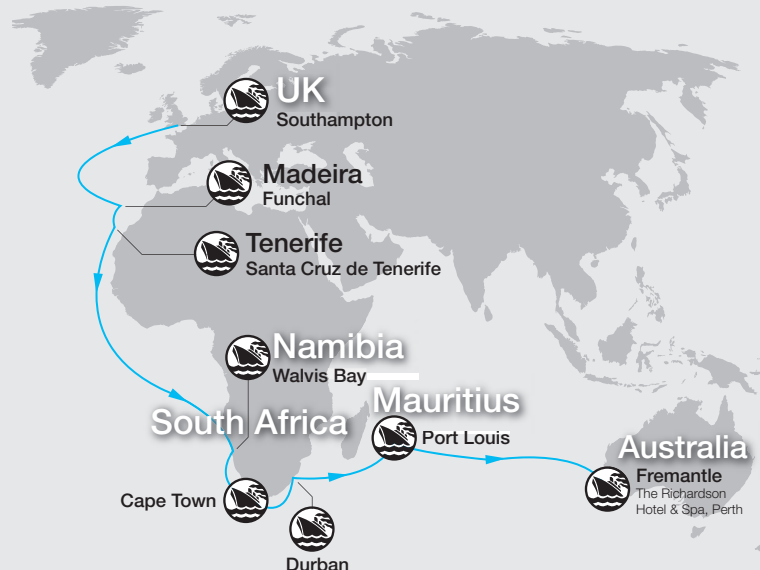 UK
Southampton
Madeira
Funchal
Tenerife
Santa Cruz de Tenerife
Namibia
Walvis Bay
Mauritius
South Africa
Port Louis
Australia
Fremantle
The Richardson
Hotel & Spa, Perth
Cape Town
Durban